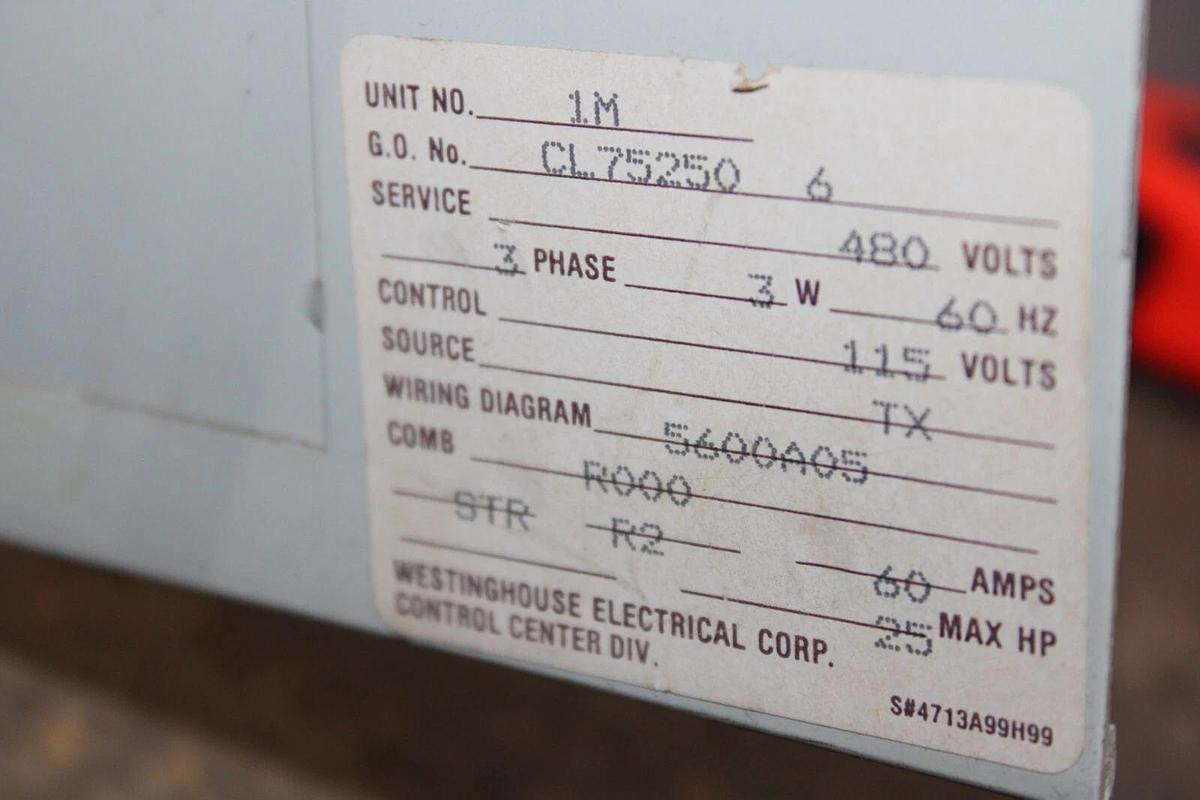 UNIT NO. 1M
G.O. No. CL75250 6
SERVICE 480 VOLTS
3 PHASE 3 W 60 HZ
CONTROL 115 VOLTS
SOURCE TX
WIRING DIAGRAM 5600A05
COMB R000
STR R2 60 AMPS
25 MAX HP
WESTINGHOUSE ELECTRICAL CORP.
CONTROL CENTER DIV.
S#4713A99H99